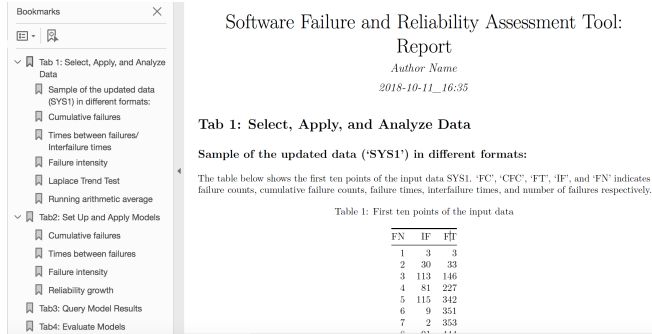 Bookmarks
Tab 1: Select, Apply, and Analyze
Data
Sample of the updated data
(SYS1) in different formats:
Cumulative failures
Times between failures/
Interfailure times
Failure intensity
Laplace Trend Test
Running arithmetic average
Tab2: Set Up and Apply Models
Cumulative failures
Times between failures
Failure intensity
Reliability growth
Tab3: Query Model Results
Tab4: Evaluate Models
Software Failure and Reliability Assessment Tool:
Report
Author Name
2018-10-11_16:35
Tab 1: Select, Apply, and Analyze Data
Sample of the updated data (‘SYS1’) in different formats:
The table below shows the first ten points of the input data SYS1. ‘FC’, ‘CFC’, ‘FT’, ‘IF’, and ‘FN’ indicates
failure counts, cumulative failure counts, failure times, interfailure times, and number of failures respectively.
Table 1: First ten points of the input data
FN IF FT
1 3 3
2 30 33
3 113 146
4 81 227
5 115 342
6 9 351
7 2 353